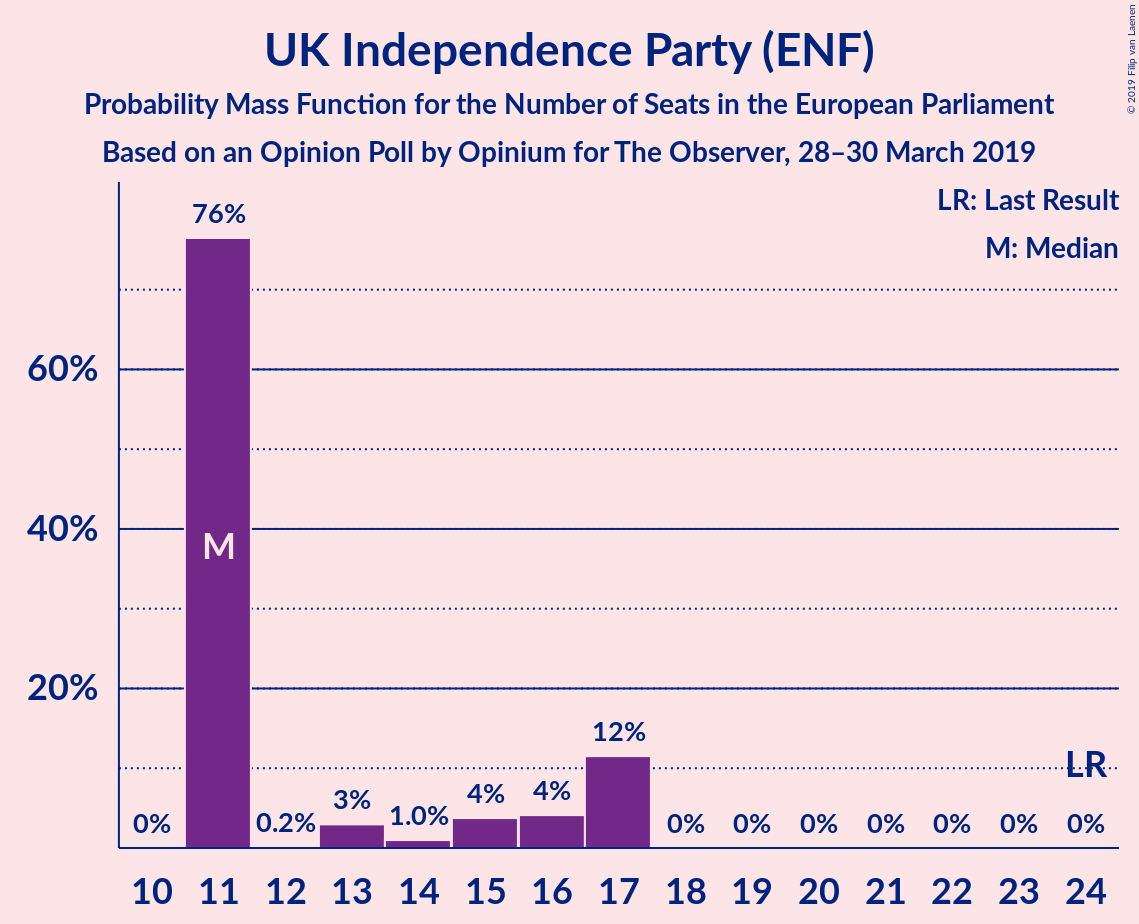 UK Independence Party (ENF)
Probability Mass Function for the Number of Seats in the European Parliament
Based on an Opinion Poll by Opinium for The Observer, 28–30 March 2019
© 2019 Filip van Laenen
LR: Last Result
M: Median
76%
60%
40%
M
20%
12%
LR
0%
0.2%
3%
1.0%
4%
4%
0%
0%
0%
0%
0%
0%
0%
10 11 12 13 14 15 16 17 18 19 20 21 22 23 24